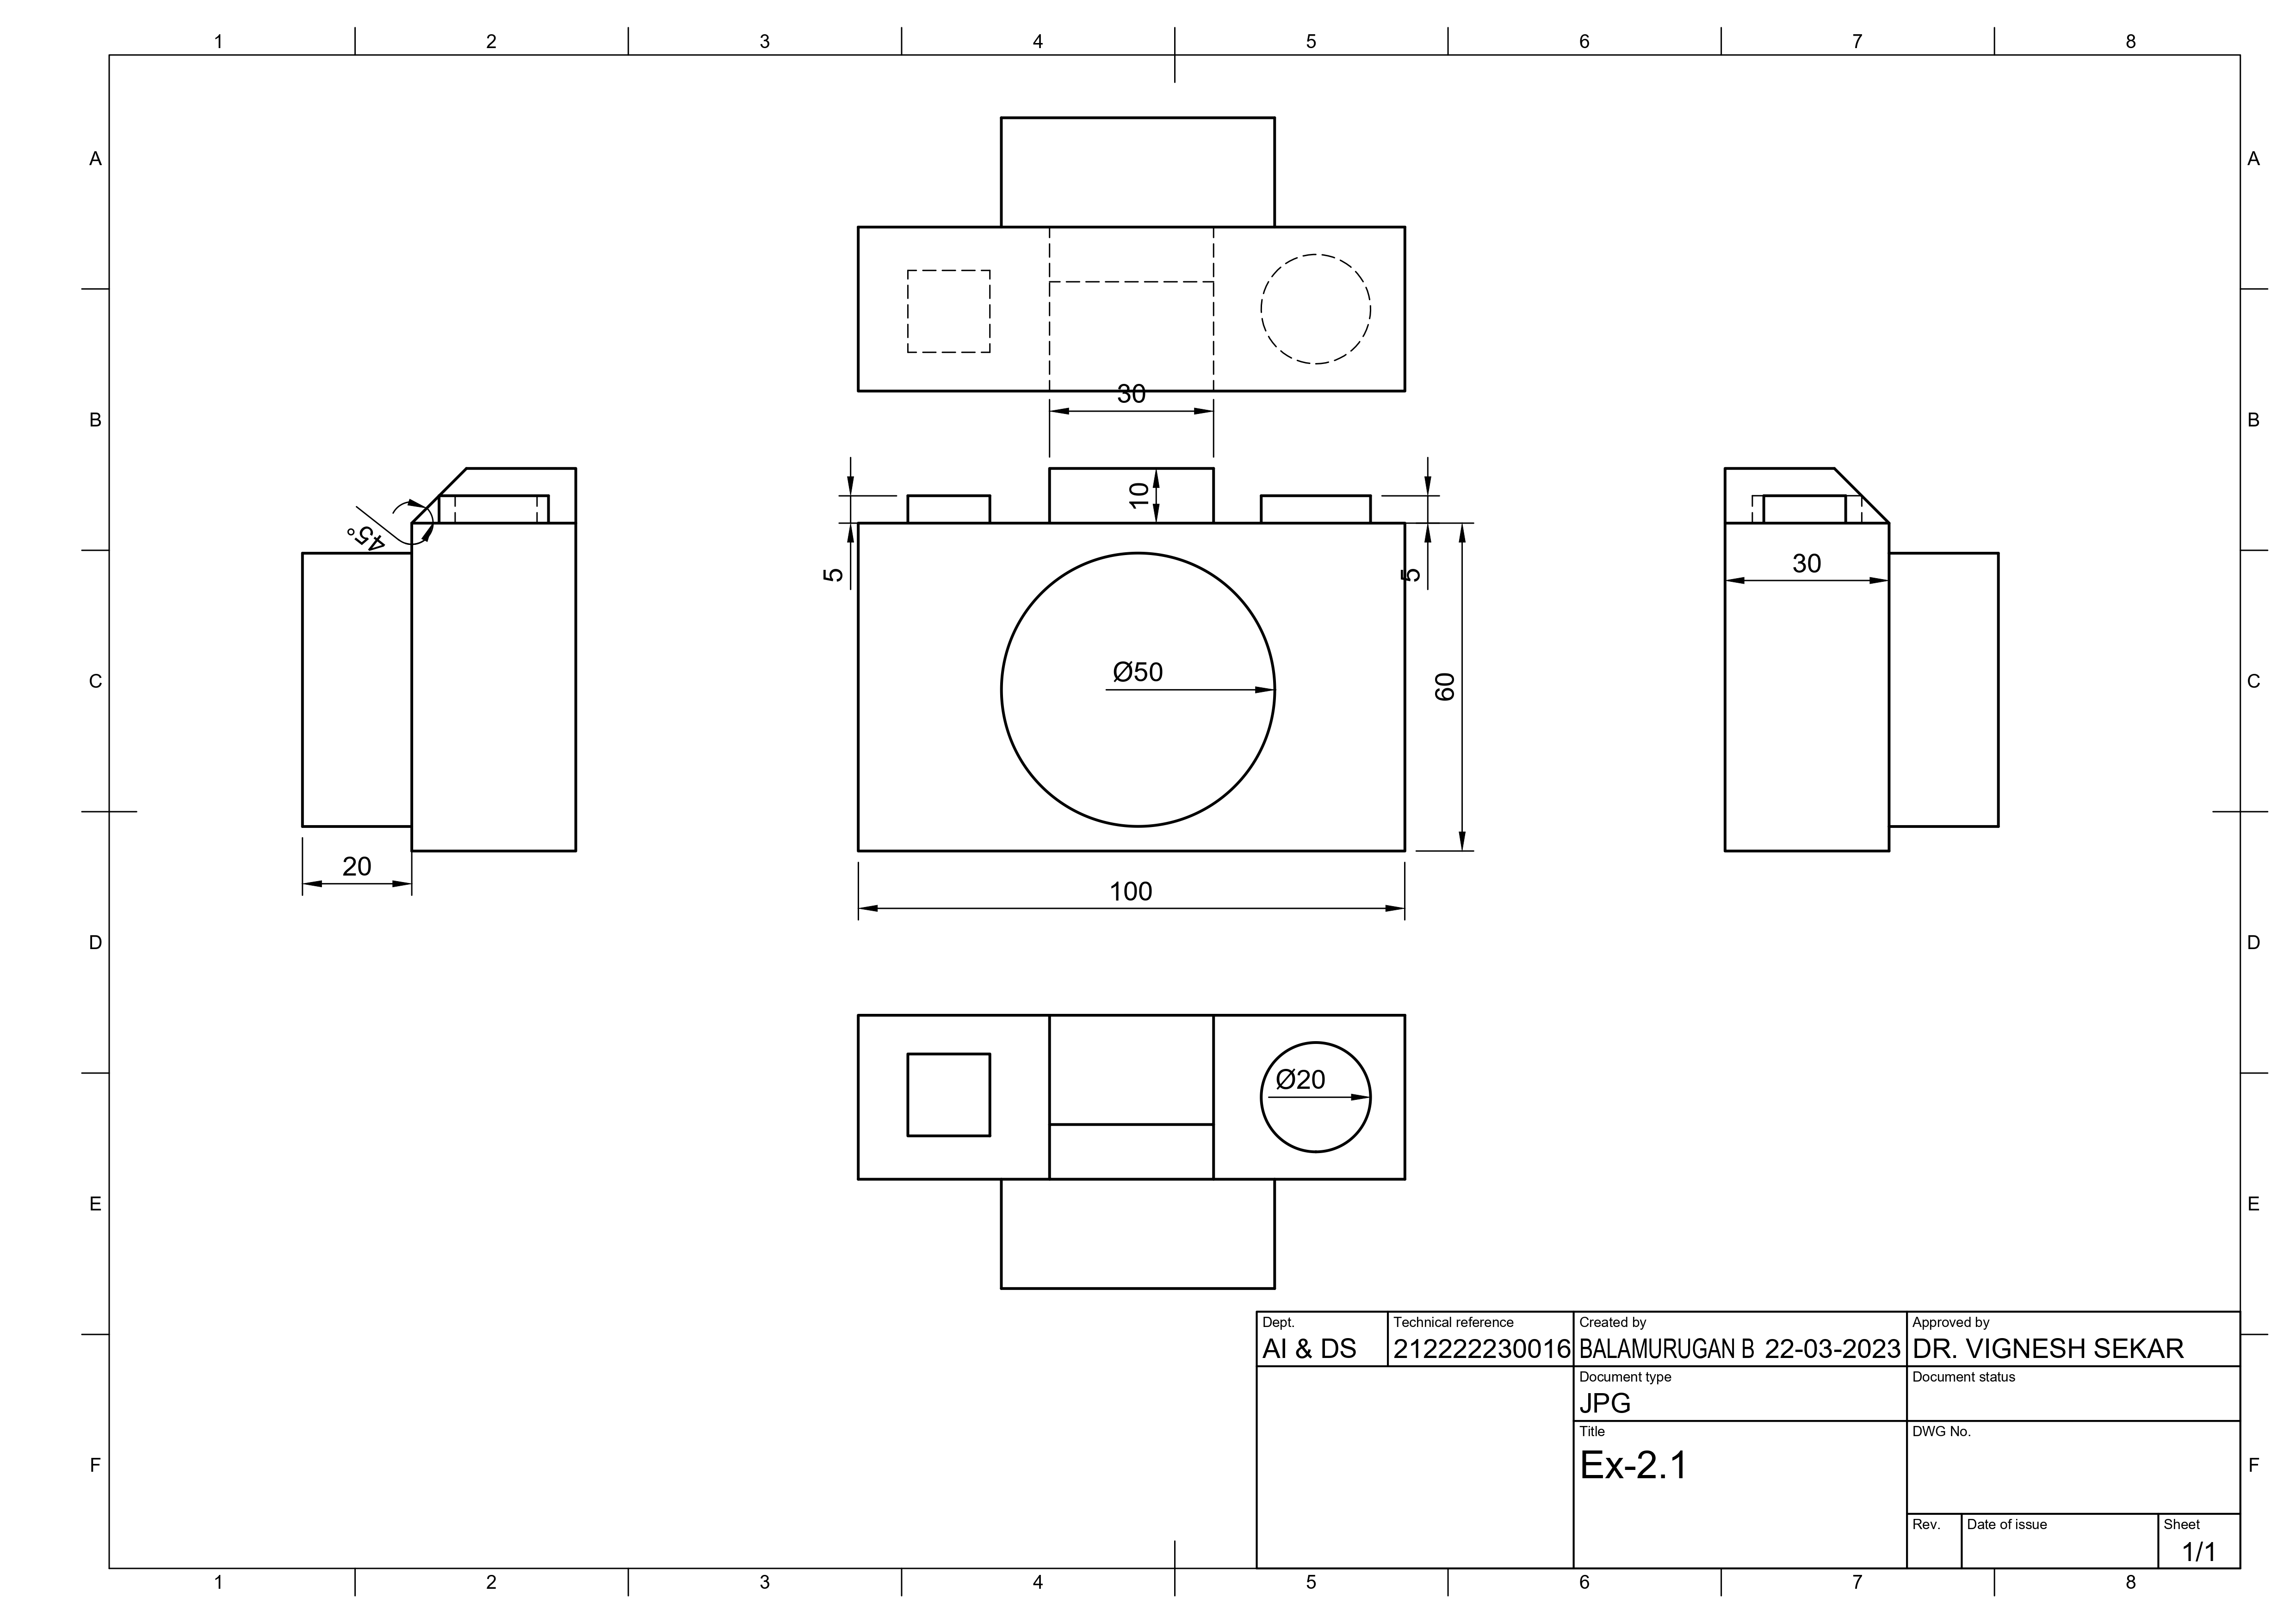 1 2 3 4 5 6 7 8
A A
30
B B
10
45°
5 5
30
Ø50
C 60 C
20
100
D D
Ø20
E E
Dept. Technical reference Created by Approved by
AI & DS 212222230016 BALAMURUGAN B 22-03-2023 DR. VIGNESH SEKAR
Document type Document status
JPG
Title DWG No.
Ex-2.1
F F
Rev. Date of issue Sheet
1/1
1 2 3 4 5 6 7 8